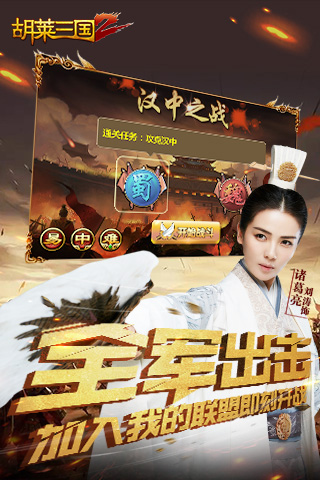 胡莱三国2
汉中之战
通关任务：攻克汉中
蜀
魏
易 中 难
开始战斗
诸葛亮
刘涛饰
全军出击
加入我的联盟即刻开战